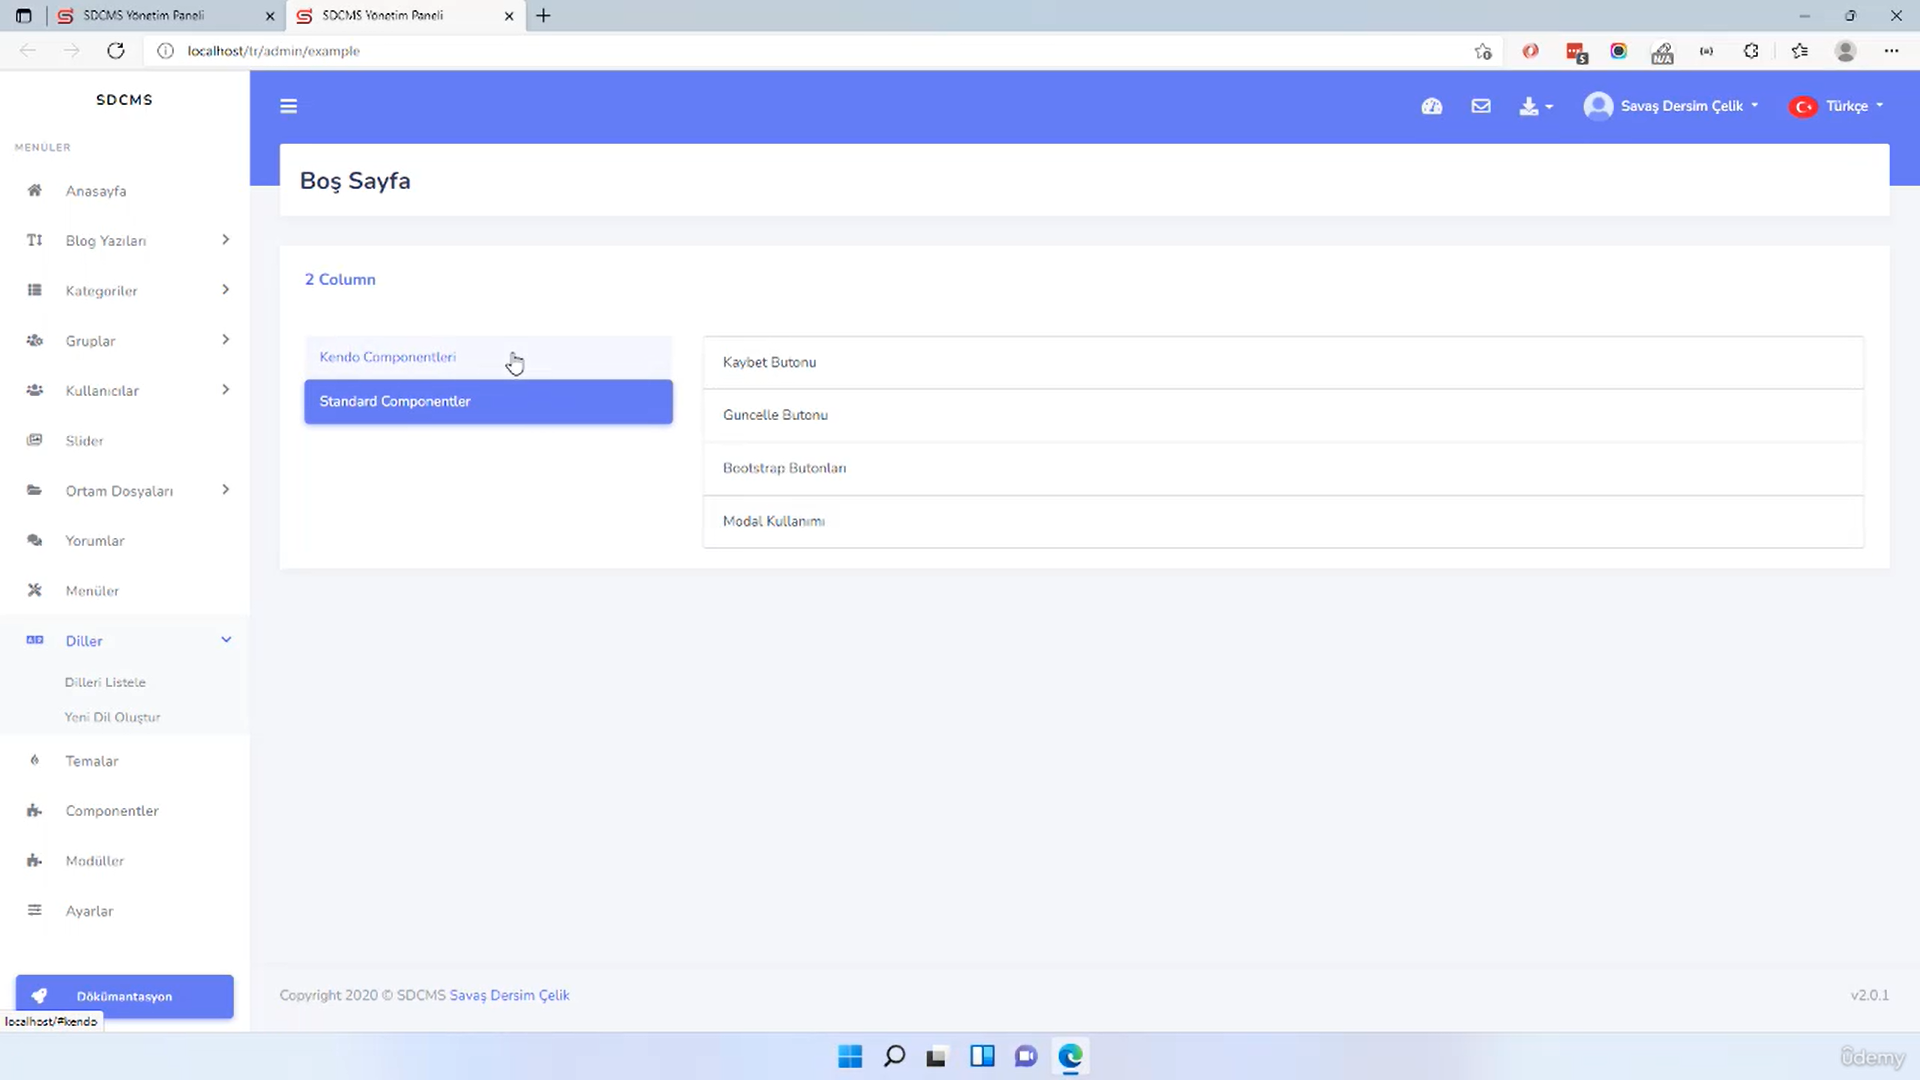 SDCMS Yönetim Paneli
SDCMS Yönetim Paneli
localhost/tr/admin/example
5
N/A
SDCMS
Savaş Dersim Çelik
Türkçe
MENÜLER
Boş Sayfa
Anasayfa
Blog Yazıları
Kategoriler
Gruplar
Kullanıcılar
Slider
Ortam Dosyaları
Yorumlar
Menüler
Diller
Dilleri Listele
Yeni Dil Oluştur
Temalar
Componentler
Modüller
Ayarlar
Dökümantasyon
2 Column
Kendo Componentleri
Standard Componentler
Kaybet Butonu
Guncelle Butonu
Bootstrap Butonları
Modal Kullanımı
Copyright 2020 © SDCMS Savaş Dersim Çelik
v2.0.1
localhost/#kendo
ûdemy